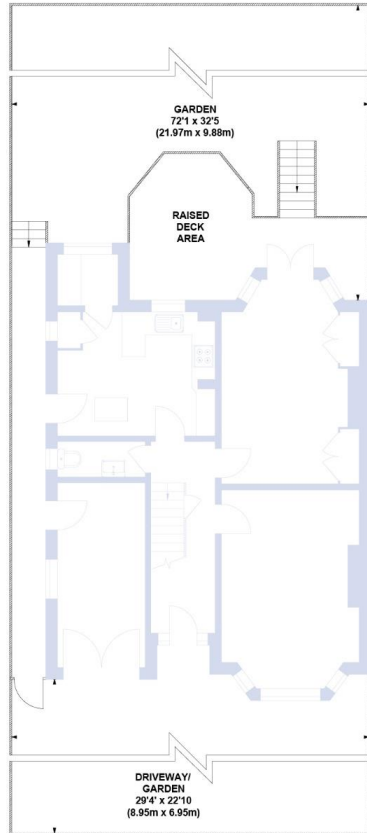 GARDEN
72'1 x 32'5
(21.97m x 9.88m)
RAISED
DECK
AREA
DRIVEWAY/
GARDEN
29'4' x 22'10
(8.95m x 6.95m)